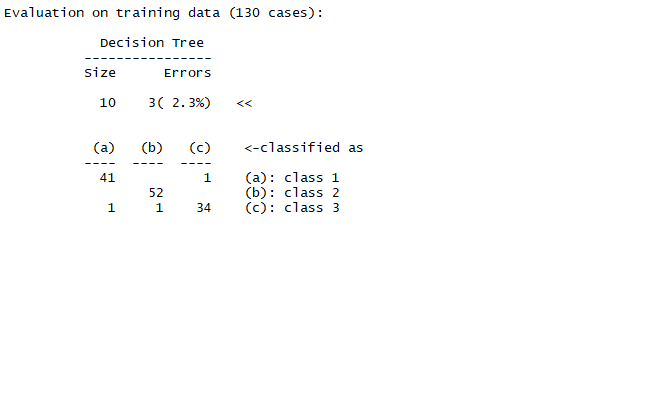 Evaluation on training data (130 cases):
Decision Tree
----------------
Size      Errors
10    3( 2.3%)   <<
(a)   (b)   (c)      <-classified as
----  ----  ----
41           1    (a): class 1
52          (b): class 2
1     1    34    (c): class 3